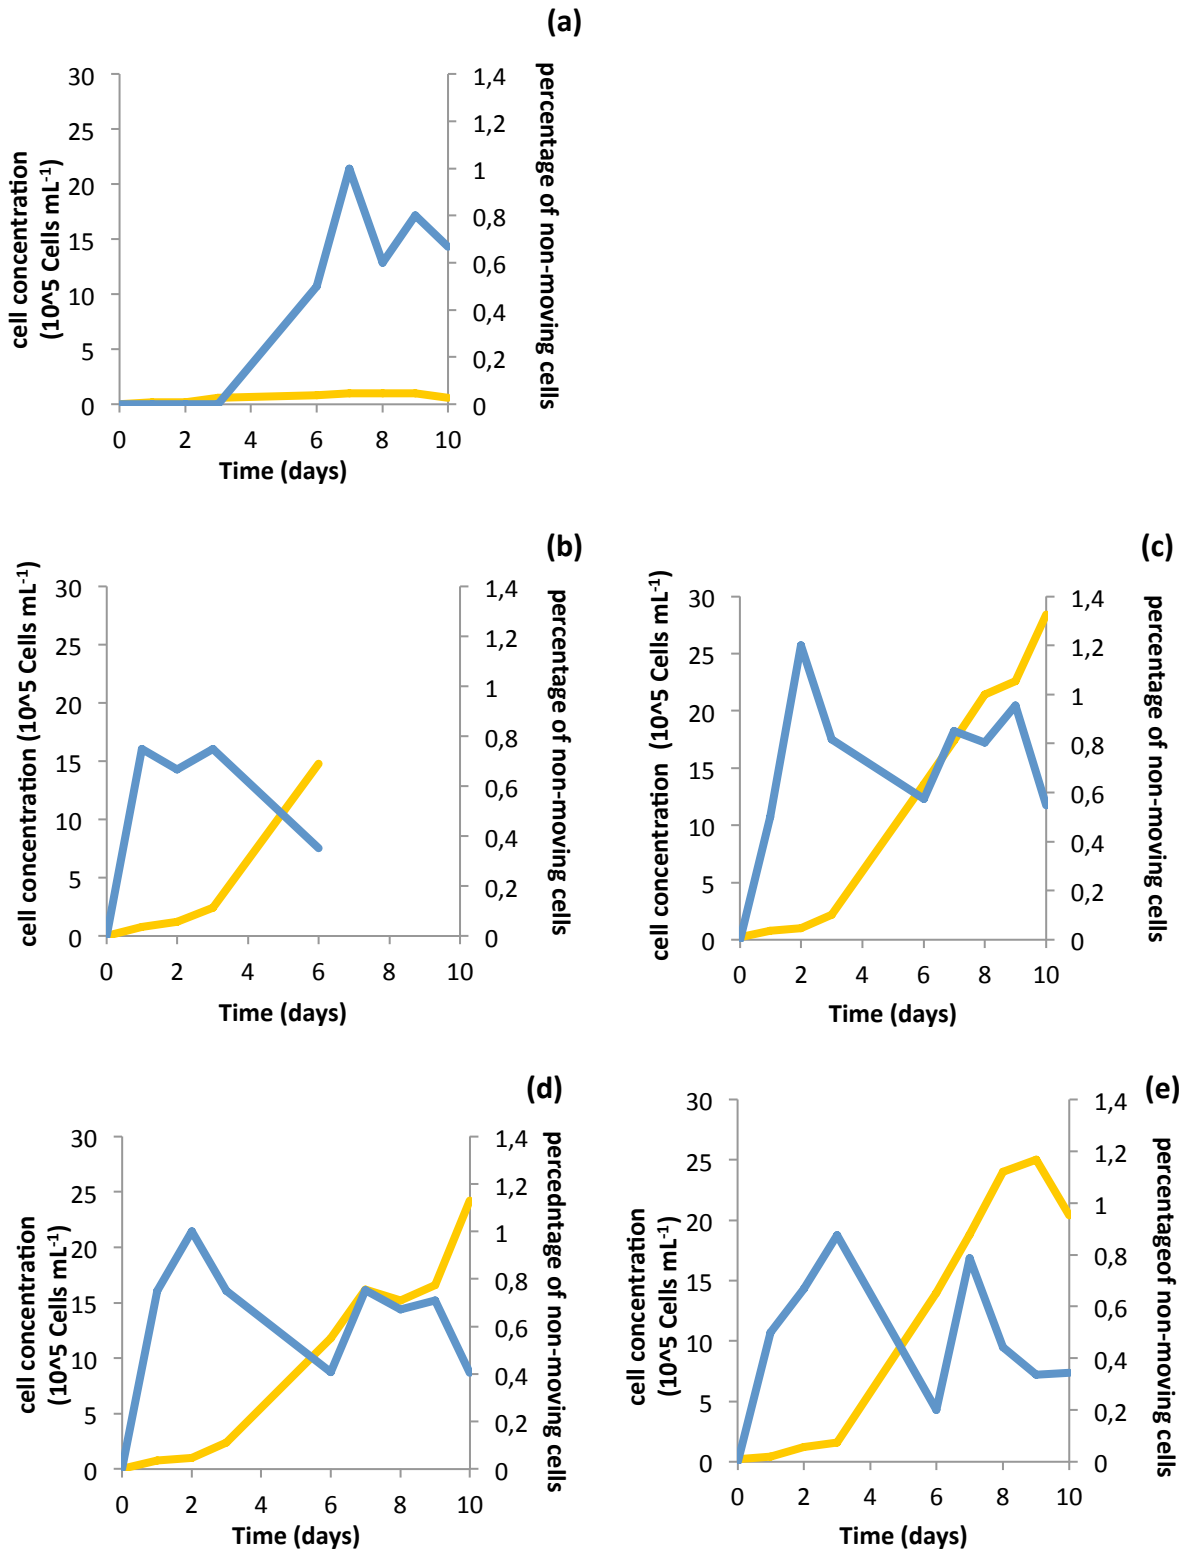 (a)
cell concentration
(10^5 Cells mL-1)
30
25
20
15
10
5
0
1,4
1,2
1
0,8
0,6
0,4
0,2
0
percentage of non-moving cells
0 2 4 6 8 10
Time (days)
(b)
cell concentration (10^5 Cells mL-1)
30
25
20
15
10
5
0
1,4
1,2
1
0,8
0,6
0,4
0,2
0
percentage of non-moving cells
0 2 4 6 8 10
Time (days)
(c)
cell concentration (10^5 Cells mL-1)
30
25
20
15
10
5
0
1,4
1,2
1
0,8
0,6
0,4
0,2
0
percentage of non-moving cells
0 2 4 6 8 10
Time (days)
(d)
cell concentration
(10^5 Cells mL-1)
30
25
20
15
10
5
0
1,4
1,2
1
0,8
0,6
0,4
0,2
0
percedntage of non-moving cells
0 2 4 6 8 10
Time (days)
(e)
cell concentration
(10^5 Cells mL-1)
30
25
20
15
10
5
0
1,4
1,2
1
0,8
0,6
0,4
0,2
0
percentageof non-moving cells
0 2 4 6 8 10
Time (days)